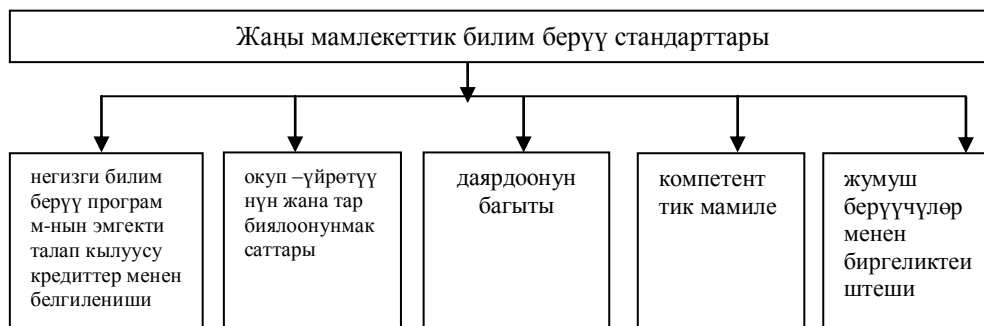 Жаңы мамлекеттик билим берүү стандарттары
негизги билим
берүү програм
м-нын эмгекти
талап кылуусу
кредиттер менен
белгилениши
окуп –үйрөтүү
нүн жана тар
биялоонунмак
саттары
даярдоонун
багыты
компетент
тик мамиле
жумуш
берүүчүлөр
менен
биргеликтеи
штеши